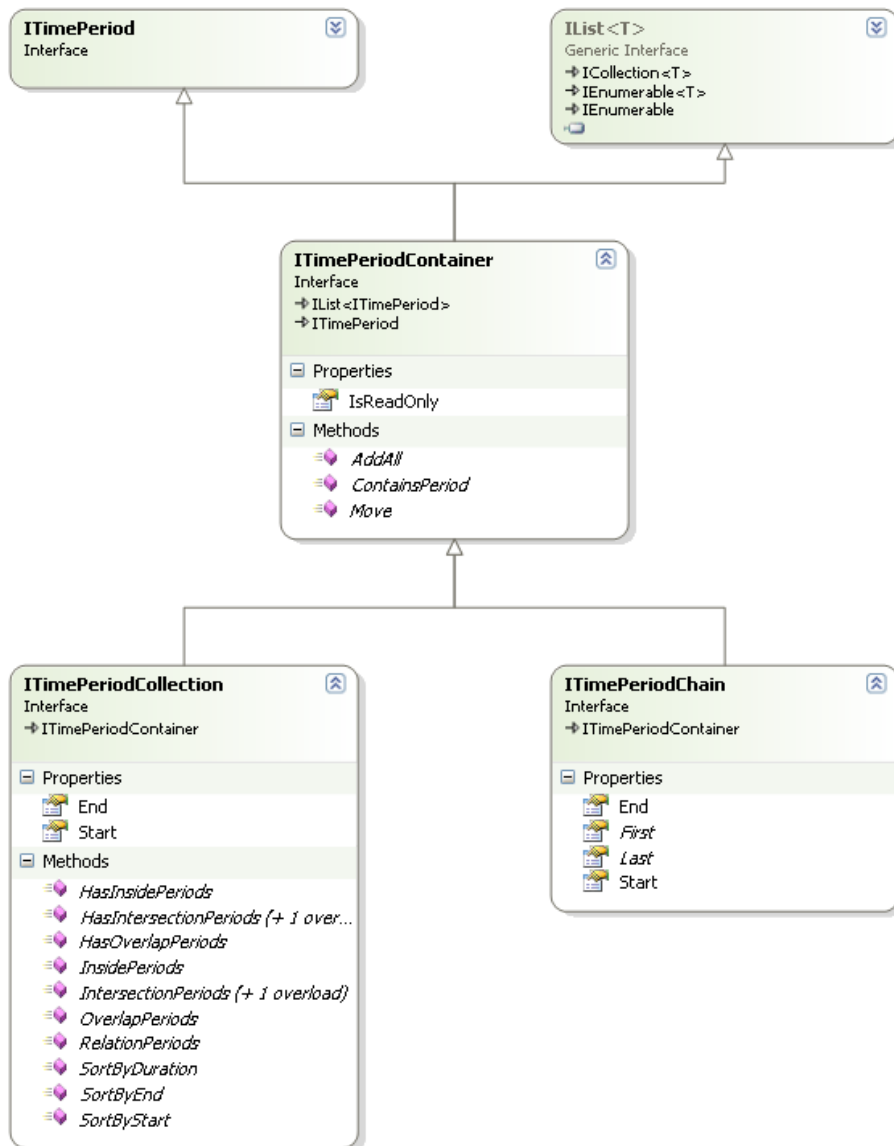 ITimePeriod
Interface
IList<T>
Generic Interface
ICollection<T>
IEnumerable<T>
IEnumerable
ITimePeriodContainer
Interface
IList<ITimePeriod>
ITimePeriod
Properties
IsReadOnly
Methods
AddAll
ContainsPeriod
Move
ITimePeriodCollection
Interface
ITimePeriodContainer
Properties
End
Start
Methods
HasInsidePeriods
HasIntersectionPeriods (+ 1 over...
HasOverlapPeriods
InsidePeriods
IntersectionPeriods (+ 1 overload)
OverlapPeriods
RelationPeriods
SortByDuration
SortByEnd
SortByStart
ITimePeriodChain
Interface
ITimePeriodContainer
Properties
End
First
Last
Start